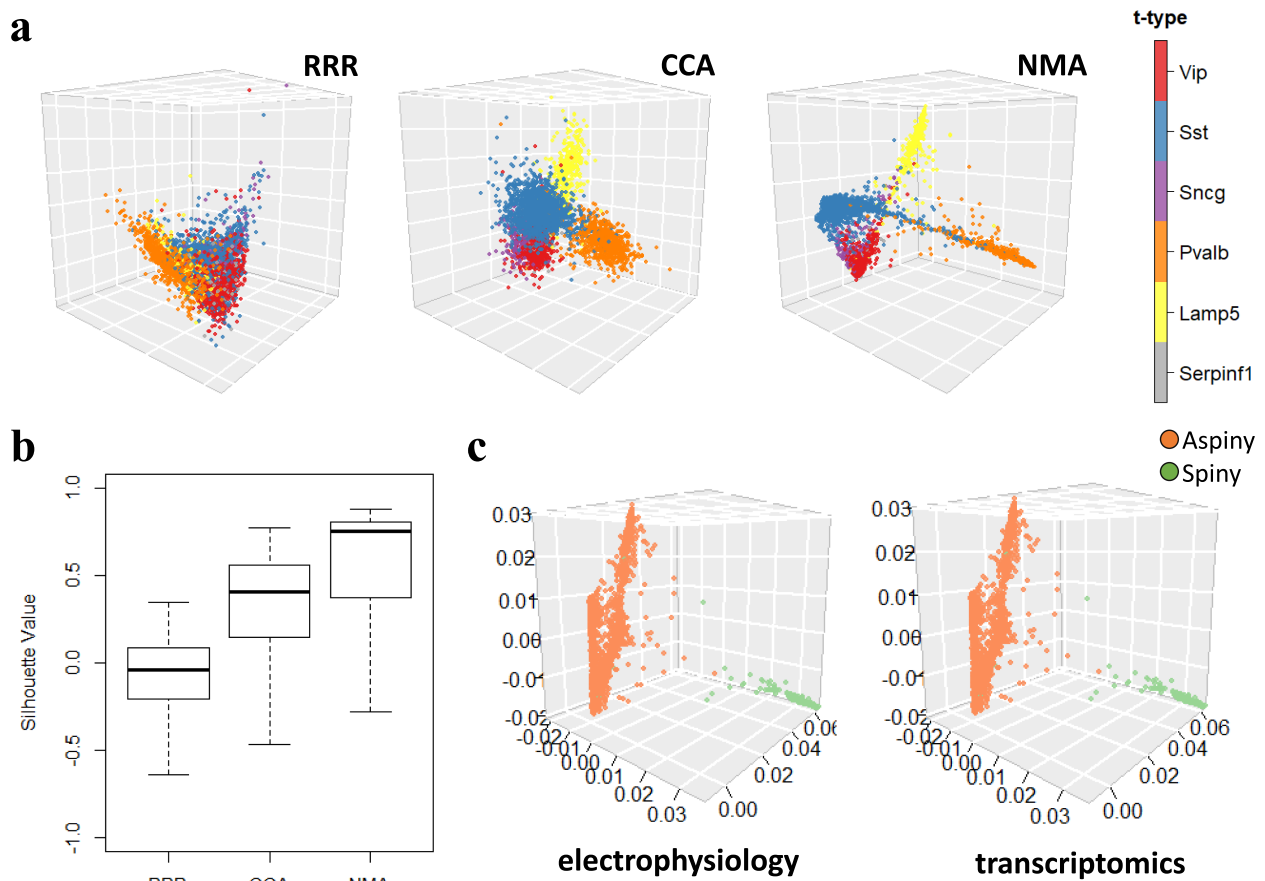 a
t-type
RRR
CCA
NMA
Vip
Sst
Sncg
Pvalb
Lamp5
Serpinf1
b
c
Aspiny
Spiny
Silhouette Value
1.0
0.5
0.0
-0.5
-1.0
RRR
CCA
NMA
0.03
0.02
0.01
0.00
-0.01
-0.02
-0.02
-0.01
0.00
0.01
0.02
0.03
0.00
0.02
0.04
0.06
electrophysiology
0.03
0.02
0.01
0.00
-0.01
-0.02
-0.02
-0.01
0.00
0.01
0.02
0.03
0.00
0.02
0.04
0.06
transcriptomics